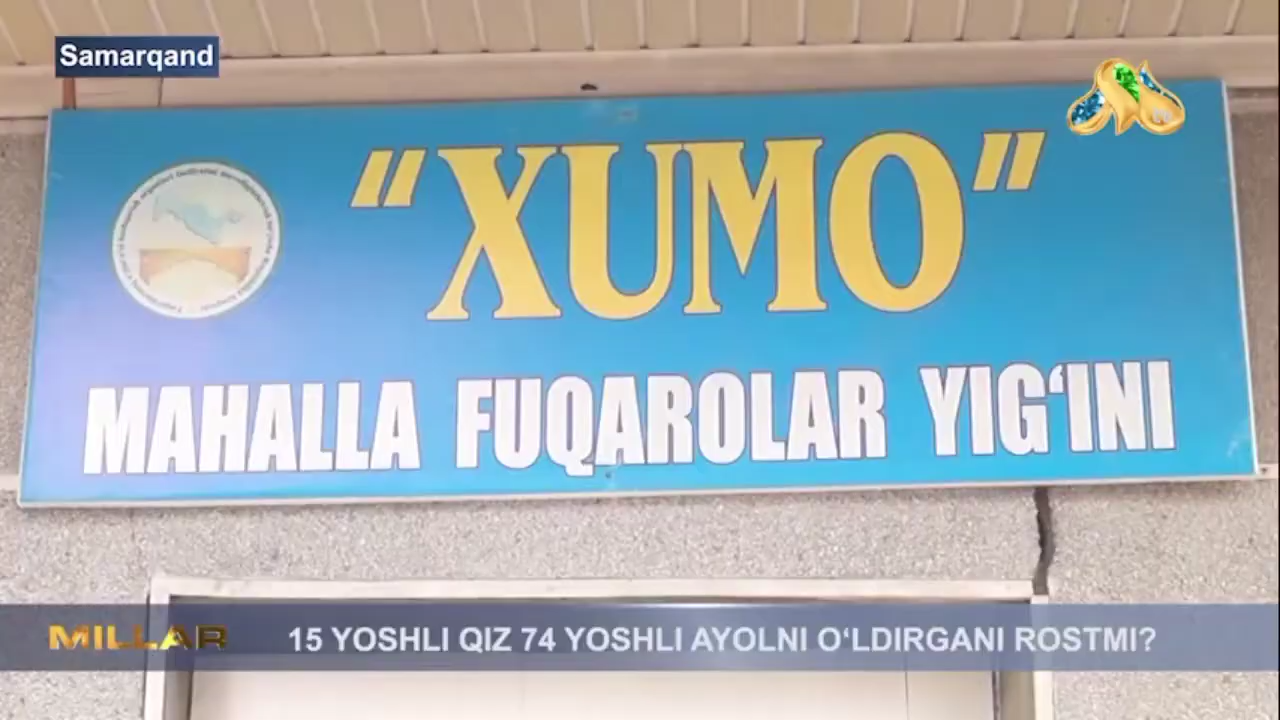 Samarqand
"XUMO"
MAHALLA FUQAROLAR YIG‘INI
MILLAR
15 YOSHLI QIZ 74 YOSHLI AYOLNI O‘LDIRGANI ROSTMI?